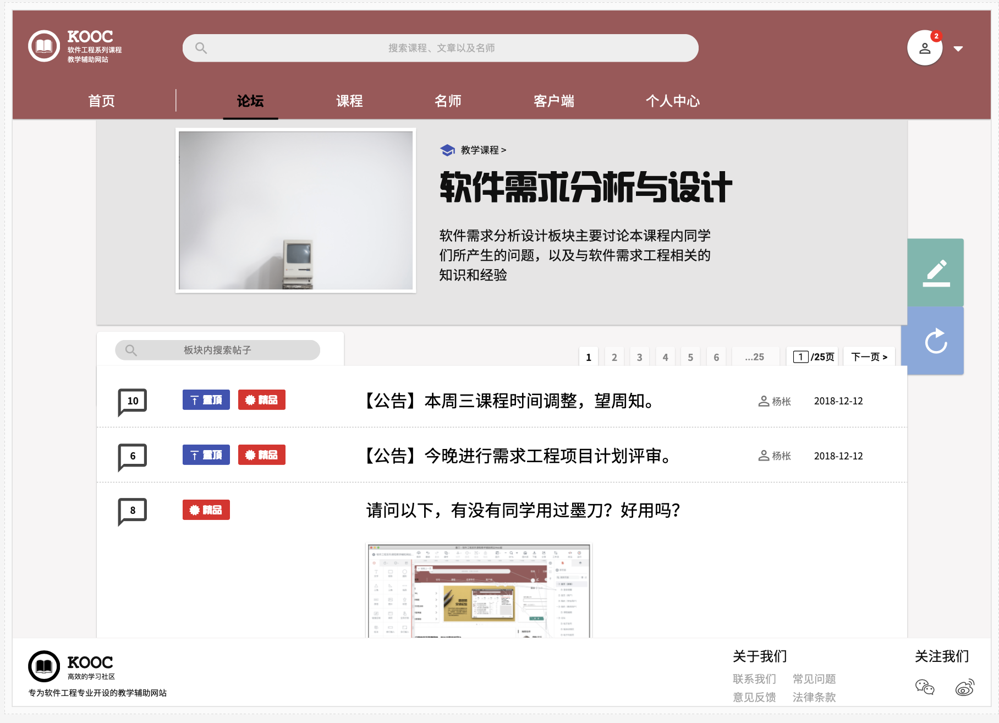 KOOC
软件工程系列课程
教学辅助网站
搜索课程、文章以及名师
2
首页
论坛
课程
名师
客户端
个人中心
教学课程 >
软件需求分析与设计
软件需求分析设计板块主要讨论本课程内同学
们所产生的问题，以及与软件需求工程相关的
知识和经验
板块内搜索帖子
1 2 3 4 5 6 ...25 1 /25页 下一页 >
10 置顶 精品 【公告】本周三课程时间调整，望周知。 杨枨 2018-12-12
6 置顶 精品 【公告】今晚进行需求工程项目计划评审。 杨枨 2018-12-12
8 精品 请问以下，有没有同学用过墨刀？好用吗？
KOOC
高效的学习社区
专为软件工程专业开设的教学辅助网站
关于我们
联系我们 常见问题
意见反馈 法律条款
关注我们